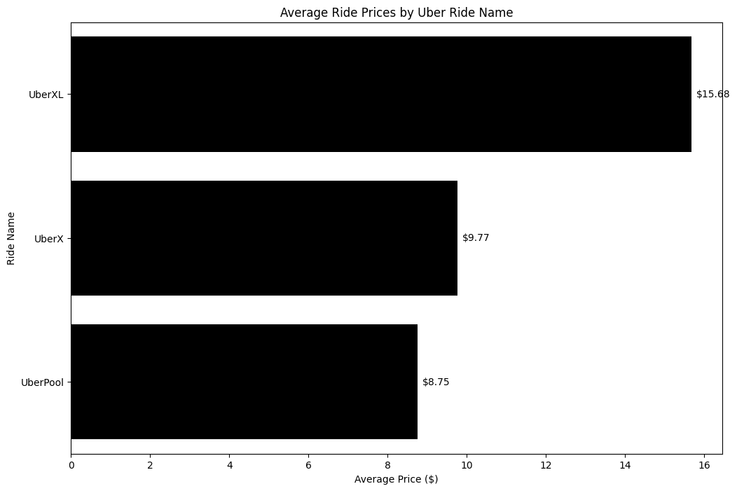 Average Ride Prices by Uber Ride Name
UberXL
$15.68
Ride Name
UberX
$9.77
UberPool
$8.75
0 2 4 6 8 10 12 14 16
Average Price ($)